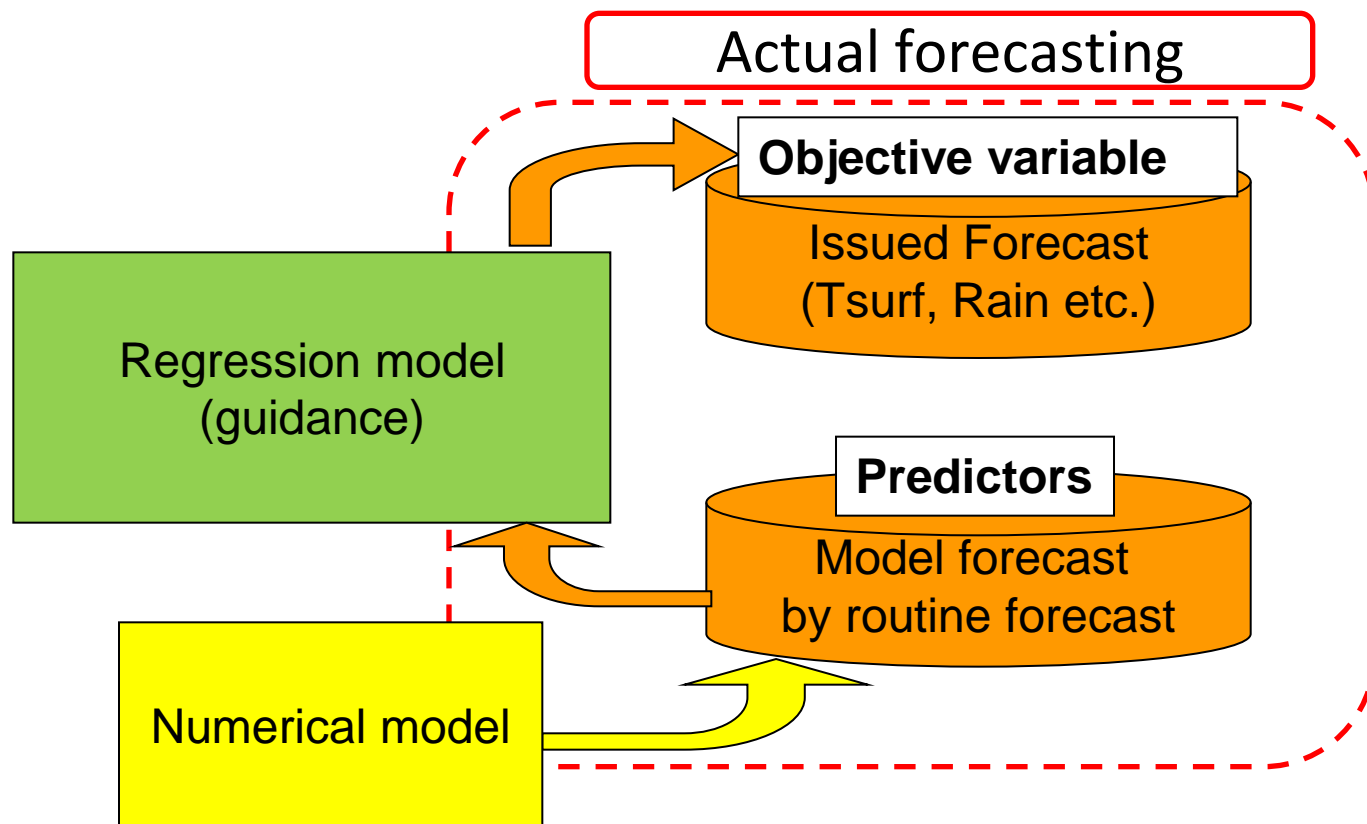 Actual forecasting
Objective variable
Issued Forecast
(Tsurf, Rain etc.)
Regression model
(guidance)
Predictors
Model forecast
by routine forecast
Numerical model